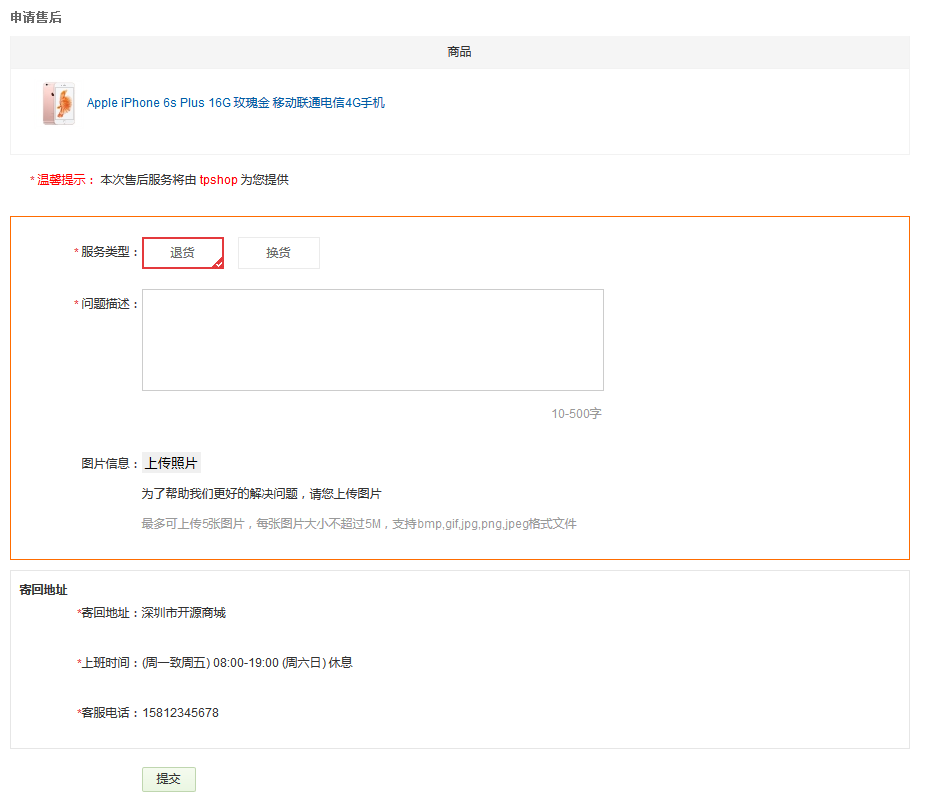 申请售后
商品
Apple iPhone 6s Plus 16G 玫瑰金 移动联通电信4G手机
*温馨提示： 本次售后服务将由 tpshop 为您提供
*服务类型： 退货 换货
*问题描述：
10-500字
图片信息： 上传照片
为了帮助我们更好的解决问题，请您上传图片
最多可上传5张图片，每张图片大小不超过5M，支持bmp,gif,jpg,png,jpeg格式文件
寄回地址
*寄回地址：深圳市开源商城
*上班时间：(周一致周五) 08:00-19:00 (周六日) 休息
*客服电话：15812345678
提交